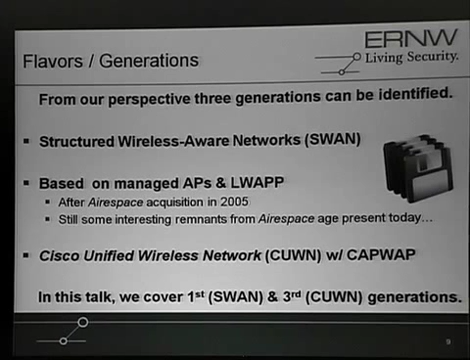 ERNW
Flavors / Generations
Living Security.
From our perspective three generations can be identified.
Structured Wireless-Aware Networks (SWAN)
Based on managed APs & LWAPP
After Airespace acquisition in 2005
Still some interesting remnants from Airespace age present today…
Cisco Unified Wireless Network (CUWN) w/ CAPWAP
In this talk, we cover 1st (SWAN) & 3rd (CUWN) generations.
9